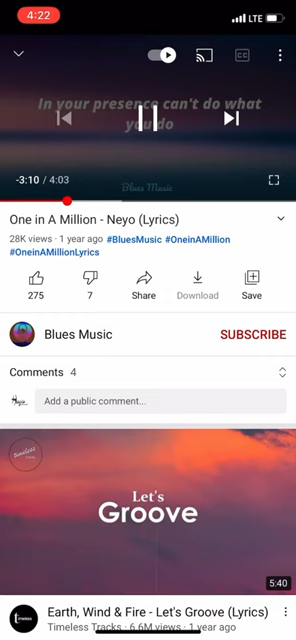 4:22
LTE
CC
In your presence can't do what
you do
-3:10 / 4:03
Blues Music
One in A Million - Neyo (Lyrics)
28K views · 1 year ago #BluesMusic #OneinAMillion
#OneinAMillionLyrics
275
7
Share
Download
Save
Blues Music
SUBSCRIBE
Comments 4
Add a public comment...
timeless
Let's
Groove
5:40
timeless
Earth, Wind & Fire - Let's Groove (Lyrics)
Timeless Tracks · 6.6M views · 1 year ago